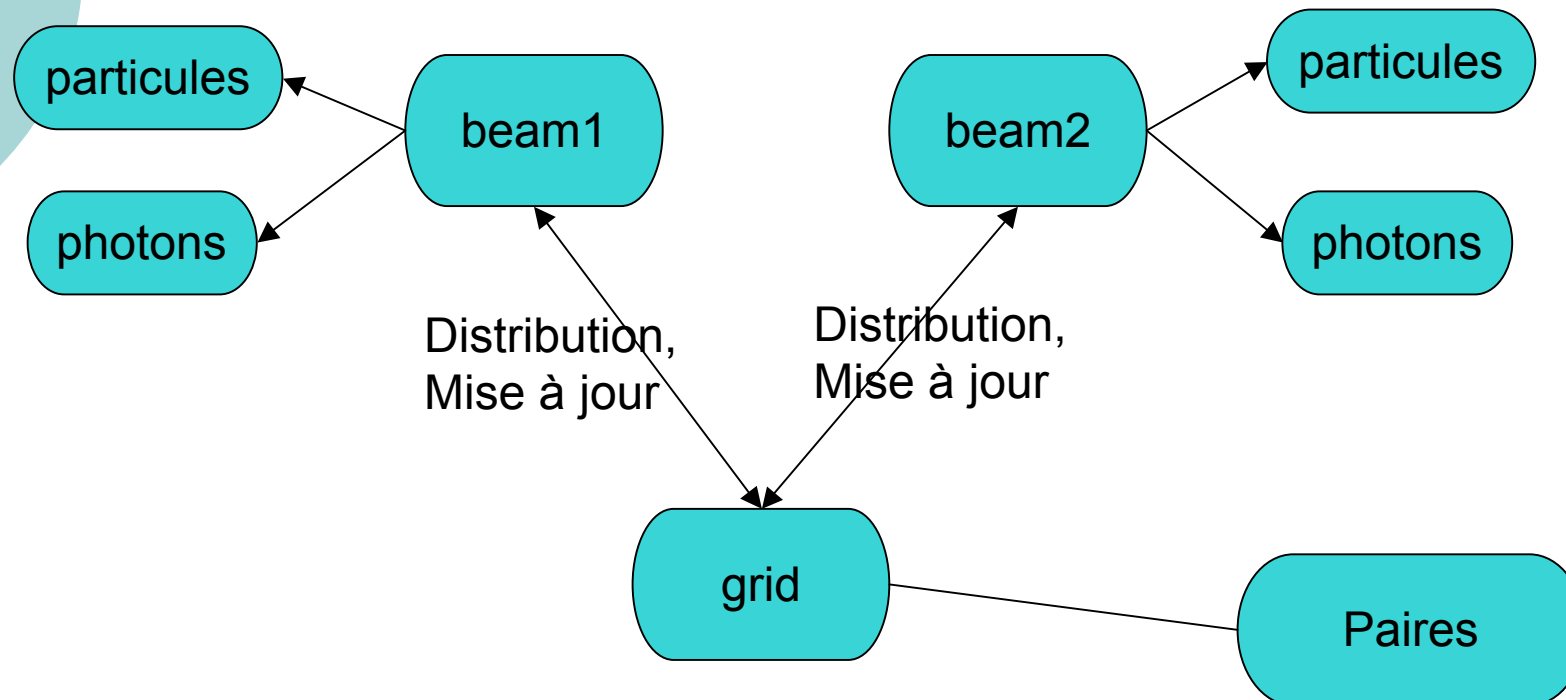 particules
beam1
beam2
particules
photons
photons
Distribution,
Mise à jour
Distribution,
Mise à jour
grid
Paires